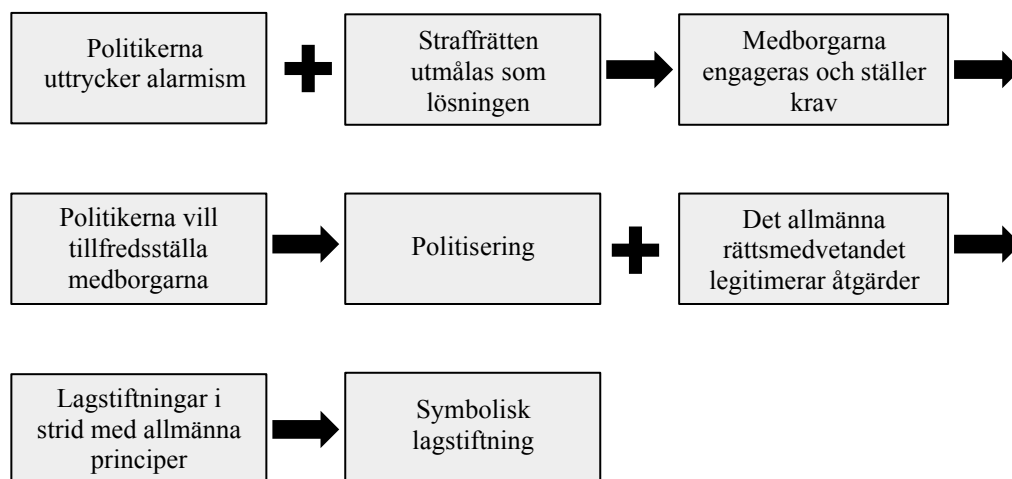 Politikerna
uttrycker alarmism
Straffrätten
utmålas som
lösningen
Medborgarna
engageras och ställer
krav
Politikerna vill
tillfredsställa
medborgarna
Politisering
Det allmänna
rättsmedvetandet
legitimerar åtgärder
Lagstiftningar i
strid med allmänna
principer
Symbolisk
lagstiftning